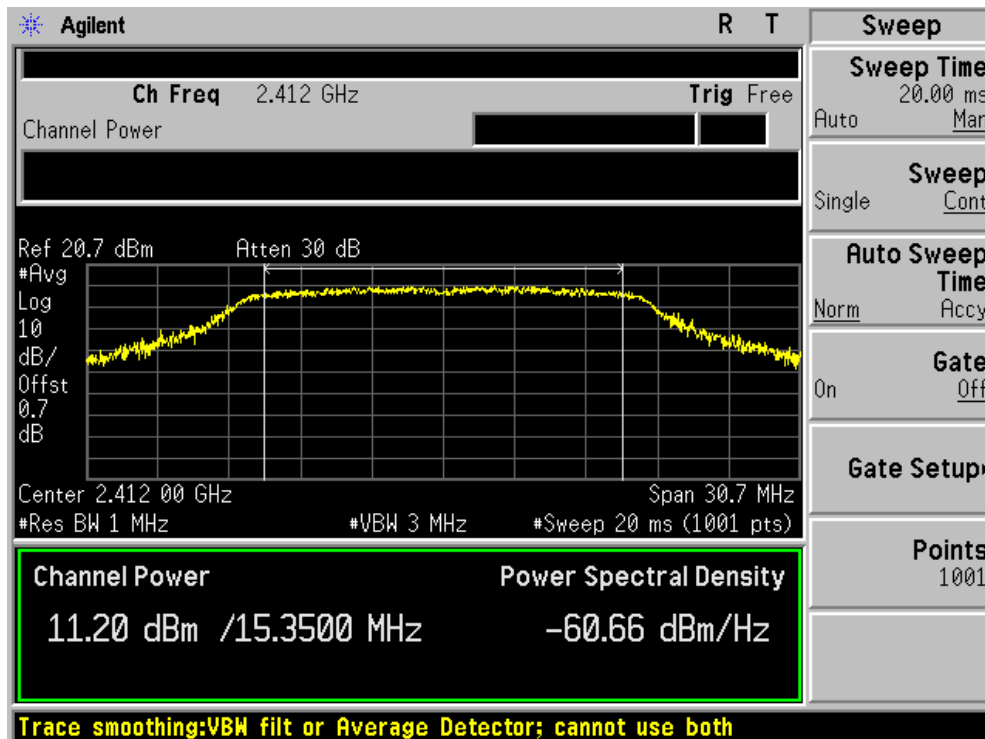 Agilent R T
Ch Freq 2.412 GHz Trig Free
Channel Power
Ref 20.7 dBm Atten 30 dB
#Avg
Log
10
dB/
Offst
0.7
dB
Center 2.412 00 GHz Span 30.7 MHz
#Res BW 1 MHz #VBW 3 MHz #Sweep 20 ms (1001 pts)
Channel Power Power Spectral Density
11.20 dBm /15.3500 MHz -60.66 dBm/Hz
Trace smoothing:VBW filt or Average Detector; cannot use both
Sweep
Sweep Time
20.00 ms
Auto Man
Sweep
Single Cont
Auto Sweep
Time
Norm Accy
Gate
On Off
Gate Setup
Points
1001